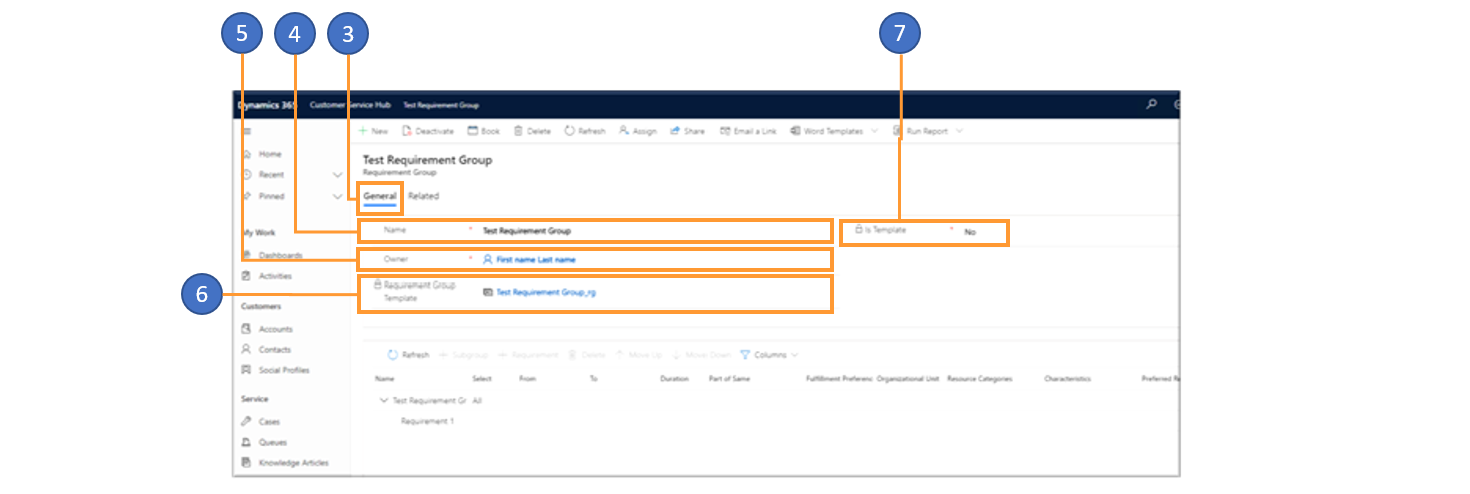 5 4 3 7
Dynamics 365 Customer Service Hub Test Requirement Group
New Deactivate Book Delete Refresh Assign Share Email a Link Word Templates Run Report
Home
Recent
Pinned
My Work
Dashboards
Activities
Customers
Accounts
Contacts
Social Profiles
Service
Cases
Queues
Knowledge Articles
6
Test Requirement Group
Requirement Group
General Related
Name * Test Requirement Group
Is Template * No
Owner * First name Last name
Requirement Group
Template
Test Requirement Group_rg
Refresh Subgroup Requirement Delete Move Up Move Down Columns
Name Select From To Duration Part of Same Fulfillment Preferenc Organizational Unit Resource Categories Characteristics Preferred Re
Test Requirement Gr All
Requirement 1